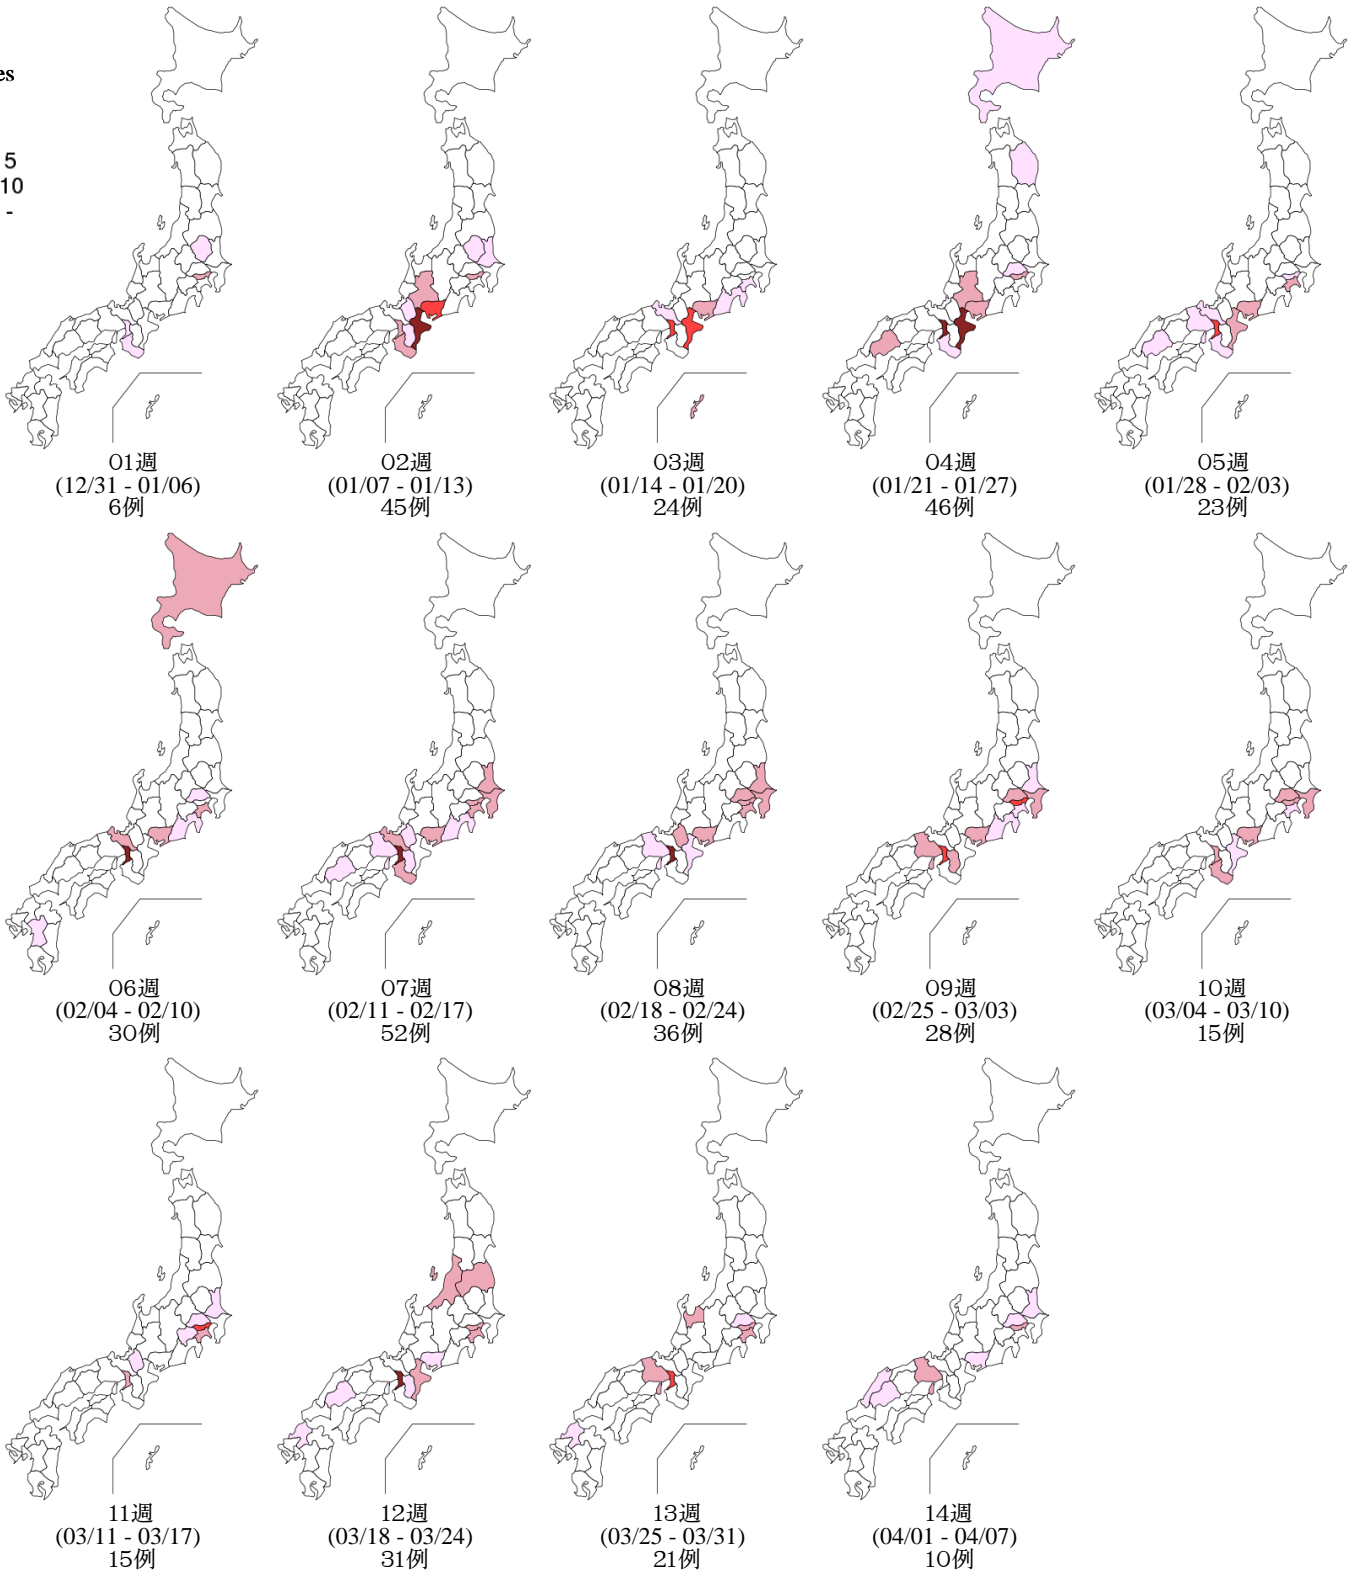 es
5
10
-
01週
(12/31 - 01/06)
6例
02週
(01/07 - 01/13)
45例
03週
(01/14 - 01/20)
24例
04週
(01/21 - 01/27)
46例
05週
(01/28 - 02/03)
23例
06週
(02/04 - 02/10)
30例
07週
(02/11 - 02/17)
52例
08週
(02/18 - 02/24)
36例
09週
(02/25 - 03/03)
28例
10週
(03/04 - 03/10)
15例
11週
(03/11 - 03/17)
15例
12週
(03/18 - 03/24)
31例
13週
(03/25 - 03/31)
21例
14週
(04/01 - 04/07)
10例